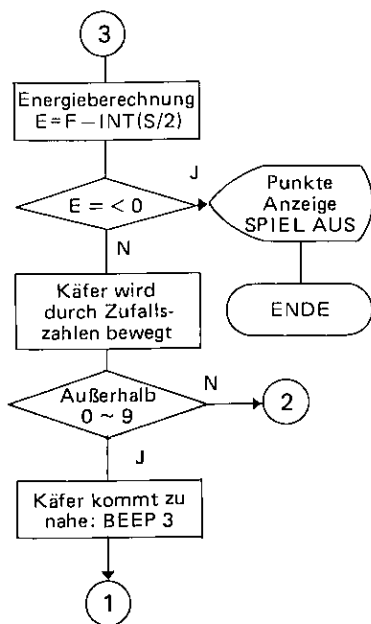 3
Energieberechnung
E=F−INT(S/2)
J
E = < 0
Punkte
Anzeige
SPIEL AUS
N
ENDE
Käfer wird
durch Zufalls-
zahlen bewegt
Außerhalb
0 ~ 9
N
2
J
Käfer kommt zu
nahe: BEEP 3
1